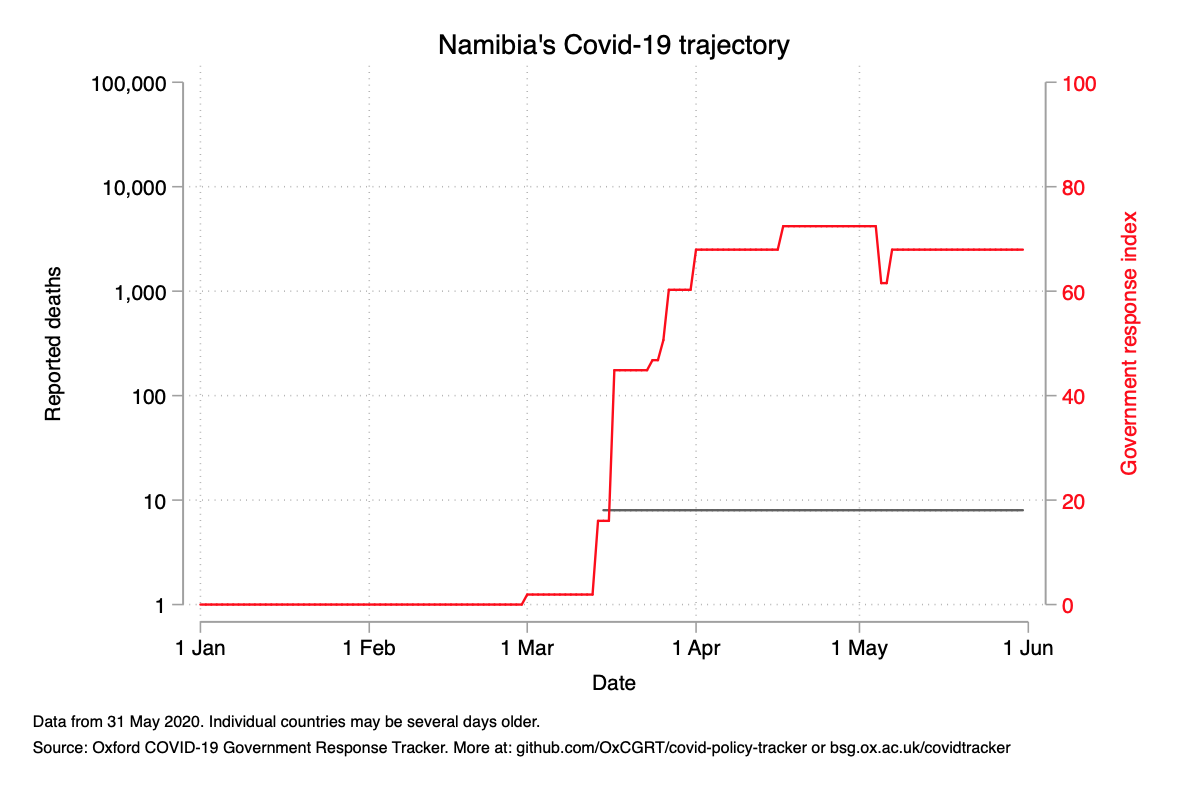 Namibia's Covid-19 trajectory
100,000
10,000
1,000
100
10
1
Reported deaths
100
80
60
40
20
0
Government response index
1 Jan
1 Feb
1 Mar
1 Apr
1 May
1 Jun
Date
Data from 31 May 2020. Individual countries may be several days older.
Source: Oxford COVID-19 Government Response Tracker. More at: github.com/OxCGRT/covid-policy-tracker or bsg.ox.ac.uk/covidtracker